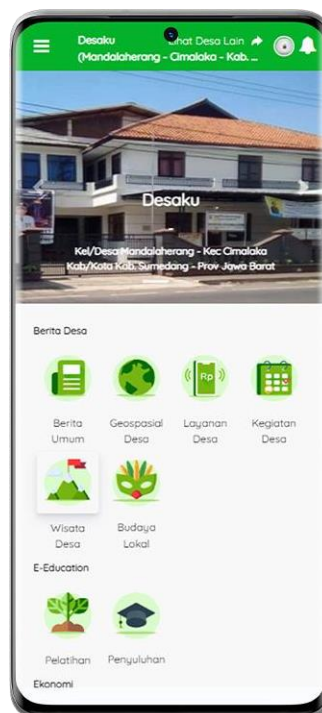 Desaku
Lihat Desa Lain
(Mandalaherang - Cimalaka - Kab. ...
Desaku
Kel/Desa Mandalaherang - Kec Cimalaka
Kab/Kota Kab. Sumedang - Prov Jawa Barat
Berita Desa
Rp
Berita Umum
Geospasial Desa
Layanan Desa
Kegiatan Desa
Wisata Desa
Budaya Lokal
E-Education
Pelatihan
Penyuluhan
Ekonomi